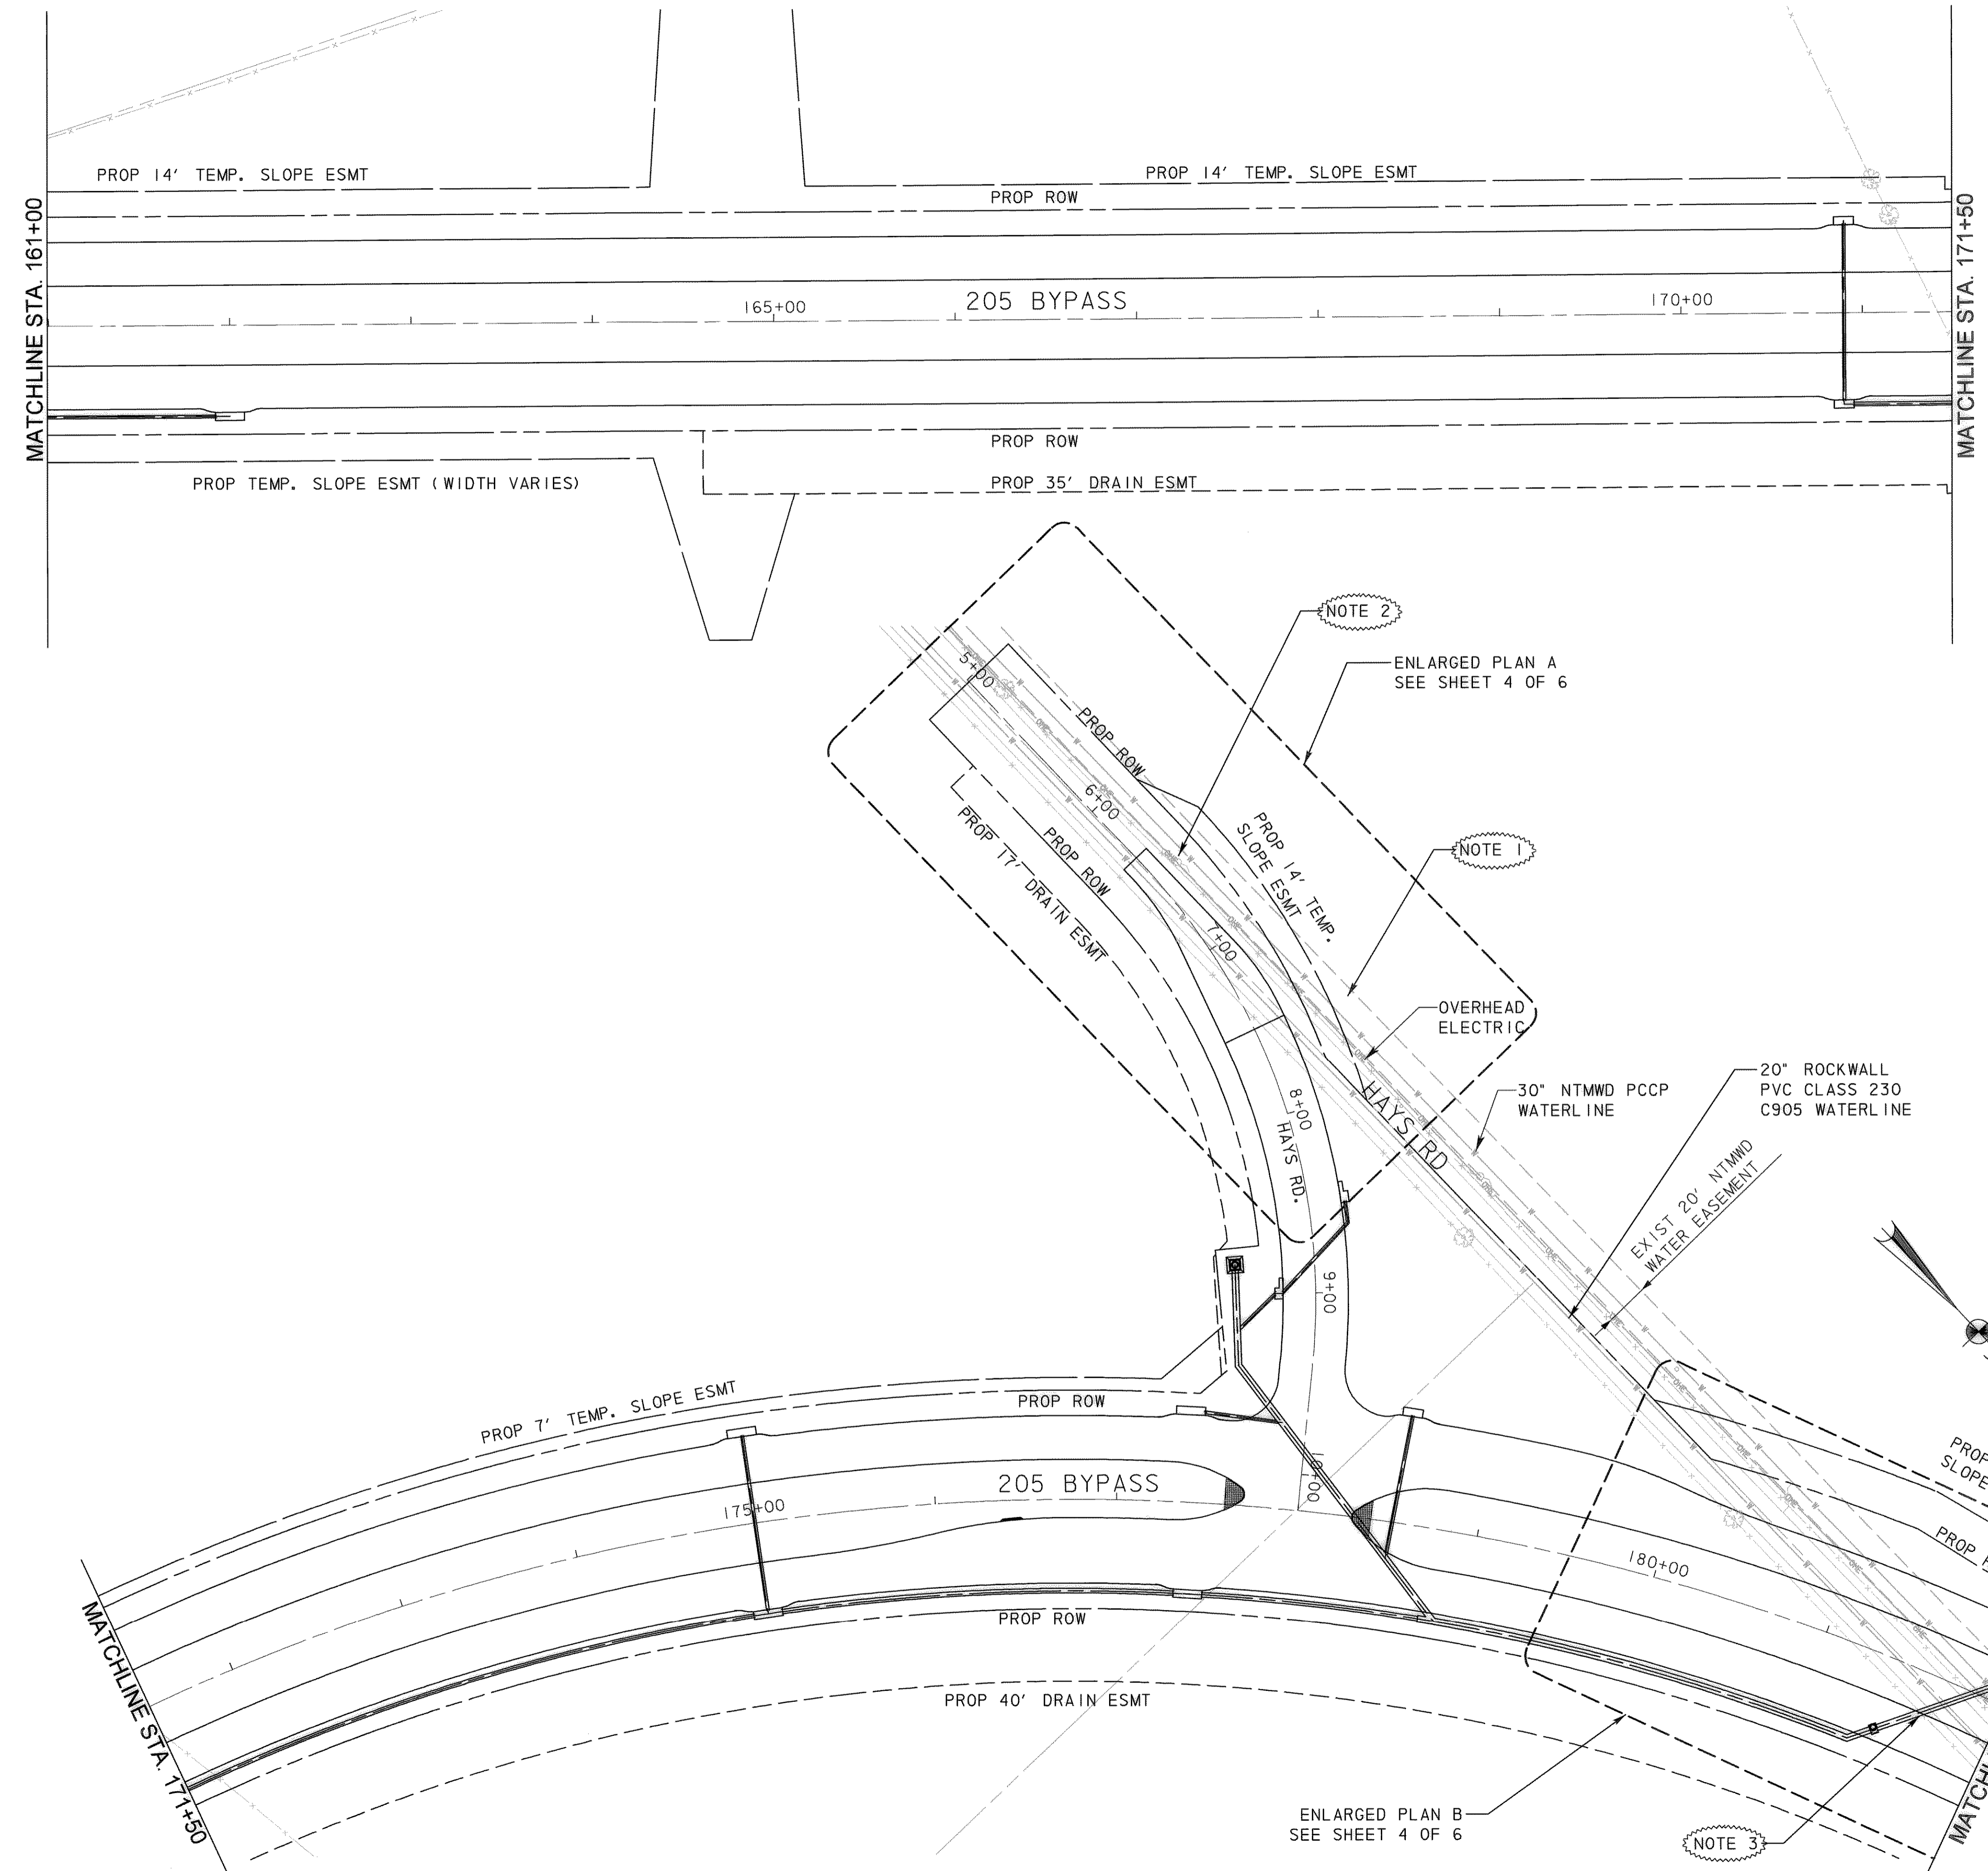 PROP 14' TEMP. SLOPE ESMT
PROP 14' TEMP. SLOPE ESMT
PROP ROW
MATCHLINE STA. 161+00
MATCHLINE STA. 171+50
165+00
205 BYPASS
170+00
PROP ROW
PROP TEMP. SLOPE ESMT (WIDTH VARIES)
PROP 35' DRAIN ESMT
NOTE 2
ENLARGED PLAN A
SEE SHEET 4 OF 6
5+00
PROP ROW
6+00
PROP 17' DRAIN ESMT
PROP ROW
PROP 14' TEMP.
SLOPE ESMT
NOTE 1
7+00
OVERHEAD
ELECTRIC
30" NTMWD PCCP
WATERLINE
20" ROCKWALL
PVC CLASS 230
C905 WATERLINE
HAYS RD
8+00
HAYS RD.
EXIST 20' NTMWD
WATER EASEMENT
9+00
PROP 7' TEMP. SLOPE ESMT
PROP ROW
205 BYPASS
175+00
10+00
180+00
PROP
SLOPE
PROP
PROP ROW
MATCHLINE STA. 171+50
PROP 40' DRAIN ESMT
ENLARGED PLAN B
SEE SHEET 4 OF 6
NOTE 3
OHE
W